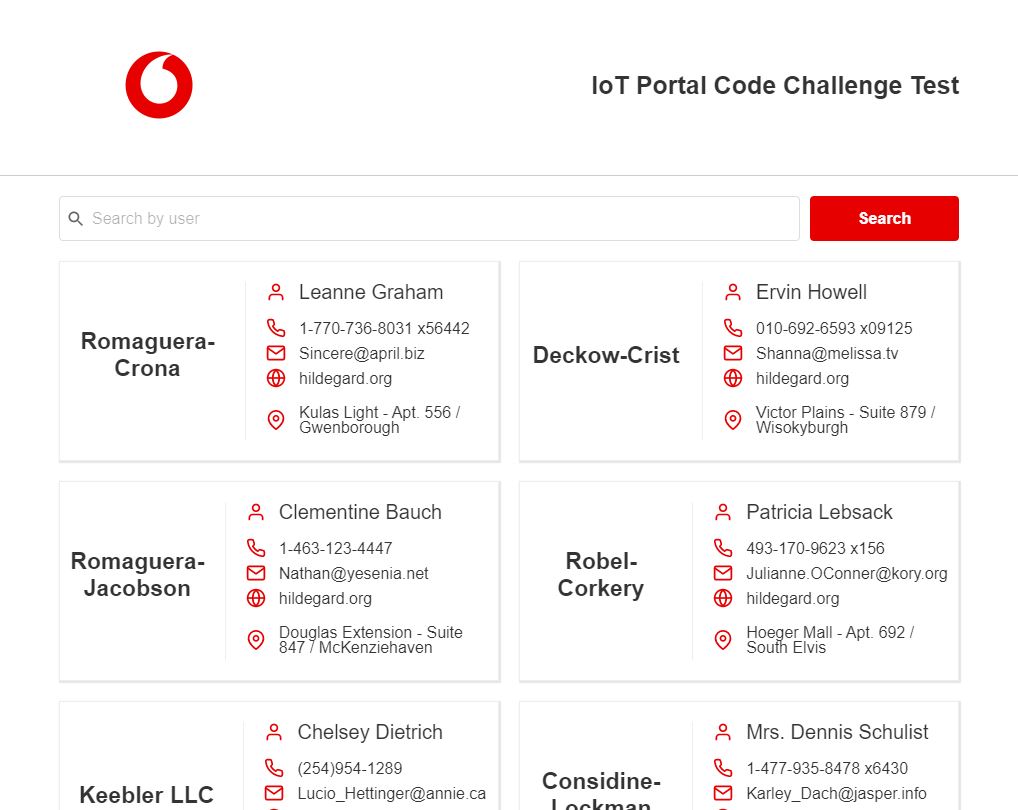 IoT Portal Code Challenge Test
Search by user
Search
Romaguera-
Crona
Leanne Graham
1-770-736-8031 x56442
Sincere@april.biz
hildegard.org
Kulas Light - Apt. 556 /
Gwenborough
Deckow-Crist
Ervin Howell
010-692-6593 x09125
Shanna@melissa.tv
hildegard.org
Victor Plains - Suite 879 /
Wisokyburgh
Romaguera-
Jacobson
Clementine Bauch
1-463-123-4447
Nathan@yesenia.net
hildegard.org
Douglas Extension - Suite
847 / McKenziehaven
Robel-
Corkery
Patricia Lebsack
493-170-9623 x156
Julianne.OConner@kory.org
hildegard.org
Hoeger Mall - Apt. 692 /
South Elvis
Keebler LLC
Chelsey Dietrich
(254)954-1289
Lucio_Hettinger@annie.ca
Considine-
Lockman
Mrs. Dennis Schulist
1-477-935-8478 x6430
Karley_Dach@jasper.info